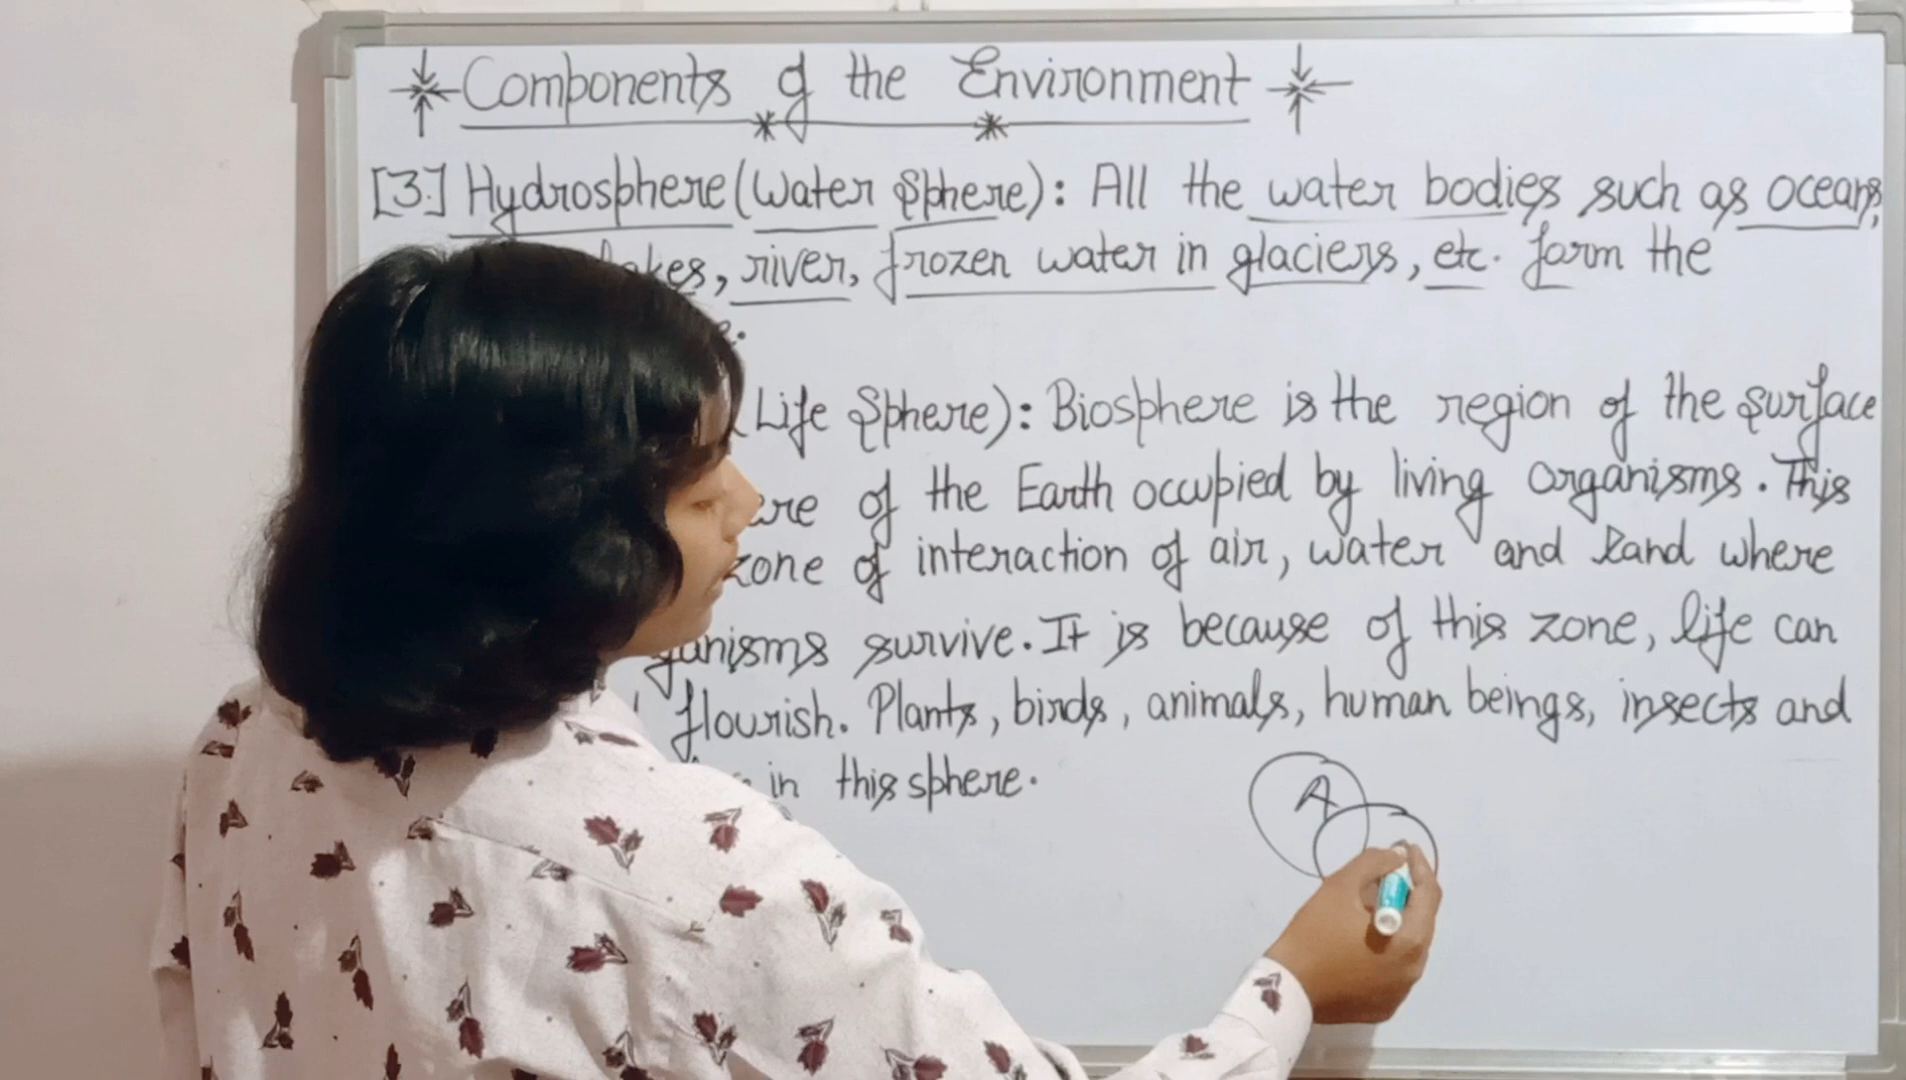 Components of the Environment
[3.] Hydrosphere (Water Sphere): All the water bodies such as oceans,
river, frozen water in glaciers, etc. form the
(Life Sphere): Biosphere is the region of the surface
of the Earth occupied by living organisms. This
zone of interaction of air, water and land where
survive. It is because of this zone, life can
flourish. Plants, birds, animals, human beings, insects and
in this sphere.
A